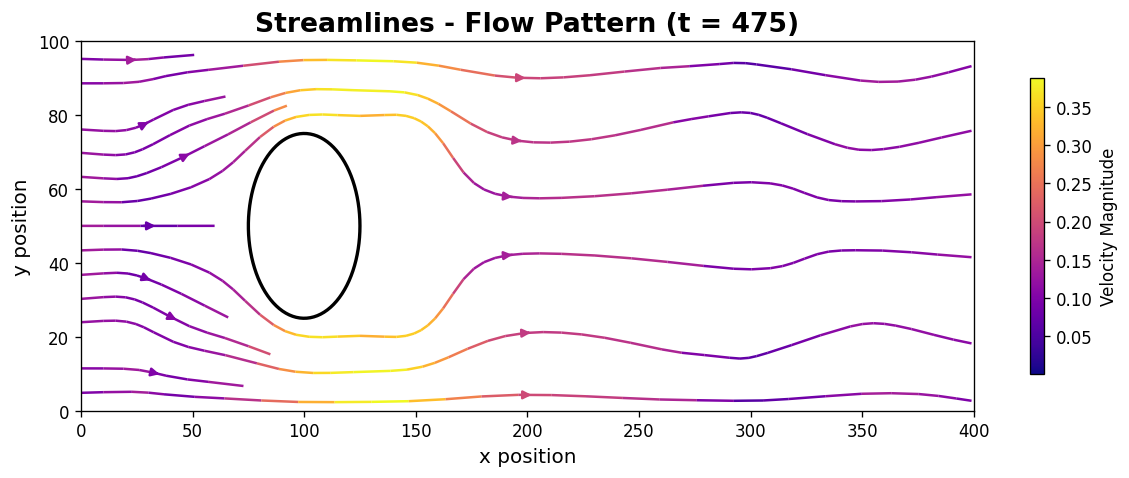 Streamlines - Flow Pattern (t = 475)
100
80
60
40
20
0
y position
0 50 100 150 200 250 300 350 400
x position
0.35
0.30
0.25
0.20
0.15
0.10
0.05
Velocity Magnitude